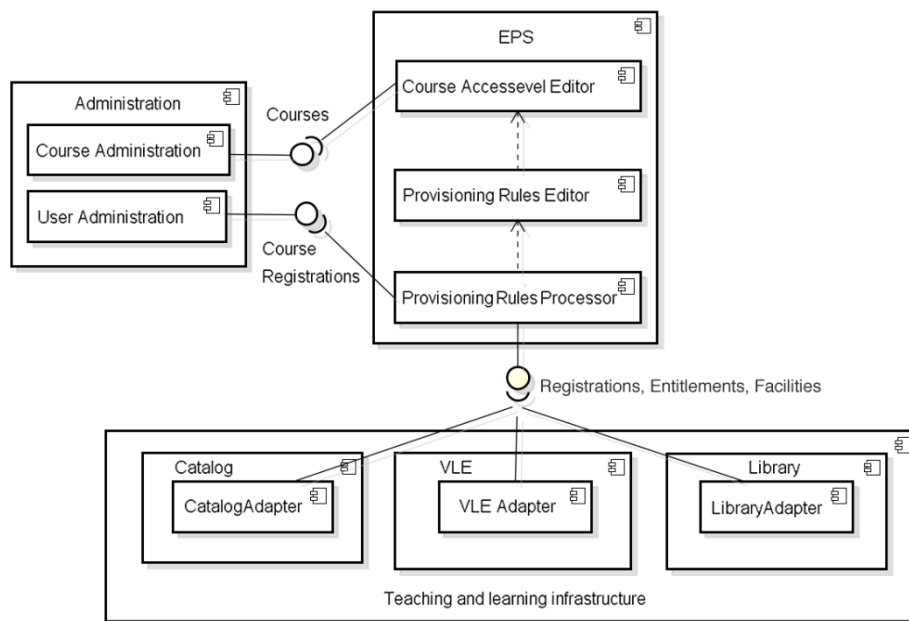 EPS
Course Accessevel Editor
Administration
Courses
Course Administration
Provisioning Rules Editor
User Administration
Course
Registrations
Provisioning Rules Processor
Registrations, Entitlements, Facilities
Catalog
VLE
Library
CatalogAdapter
VLE Adapter
LibraryAdapter
Teaching and learning infrastructure